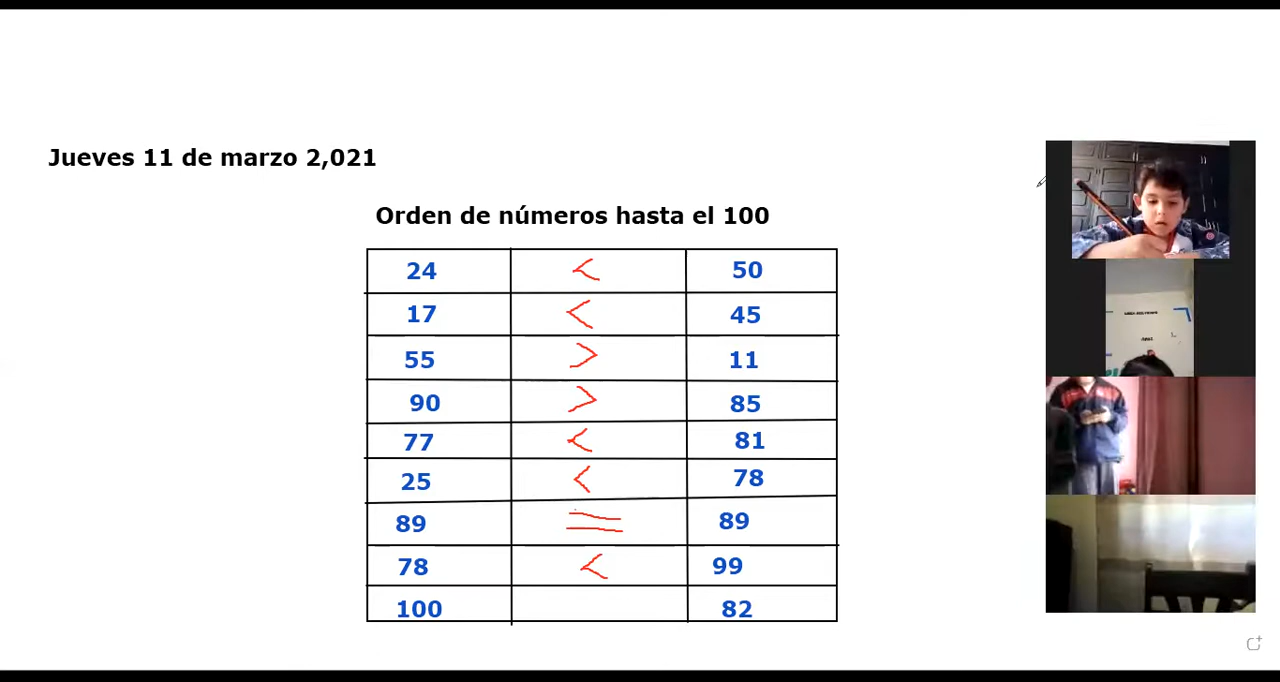 Jueves 11 de marzo 2,021
Orden de números hasta el 100
24 < 50
17 < 45
55 > 11
90 > 85
77 < 81
25 < 78
89 = 89
78 < 99
100 82